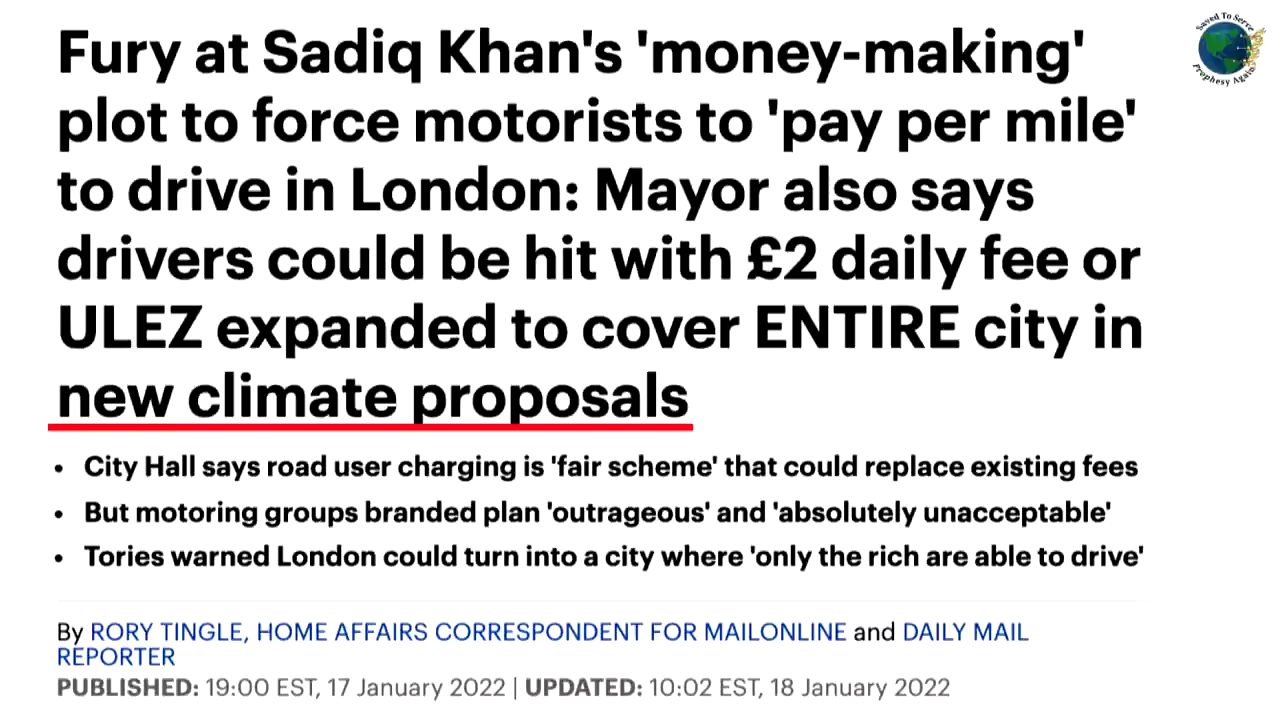 Fury at Sadiq Khan's 'money-making'
plot to force motorists to 'pay per mile'
to drive in London: Mayor also says
drivers could be hit with £2 daily fee or
ULEZ expanded to cover ENTIRE city in
new climate proposals
• City Hall says road user charging is 'fair scheme' that could replace existing fees
• But motoring groups branded plan 'outrageous' and 'absolutely unacceptable'
• Tories warned London could turn into a city where 'only the rich are able to drive'
By RORY TINGLE, HOME AFFAIRS CORRESPONDENT FOR MAILONLINE and DAILY MAIL
REPORTER
PUBLISHED: 19:00 EST, 17 January 2022 | UPDATED: 10:02 EST, 18 January 2022
Saved To Serve
Prophesy Again